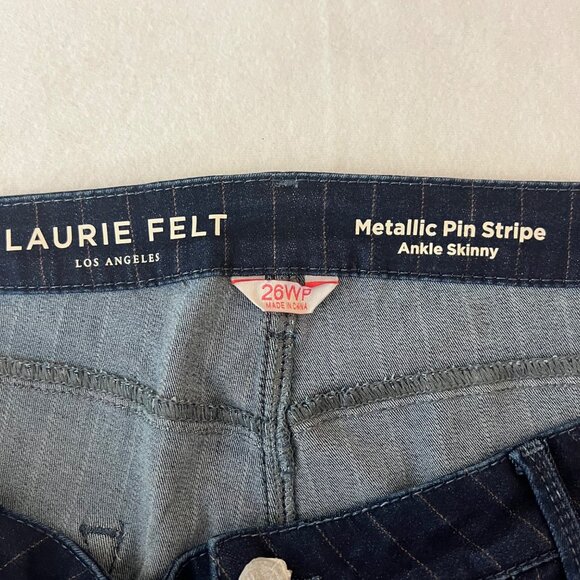 LAURIE FELT
LOS ANGELES
Metallic Pin Stripe
Ankle Skinny
26WP
MADE IN CHINA